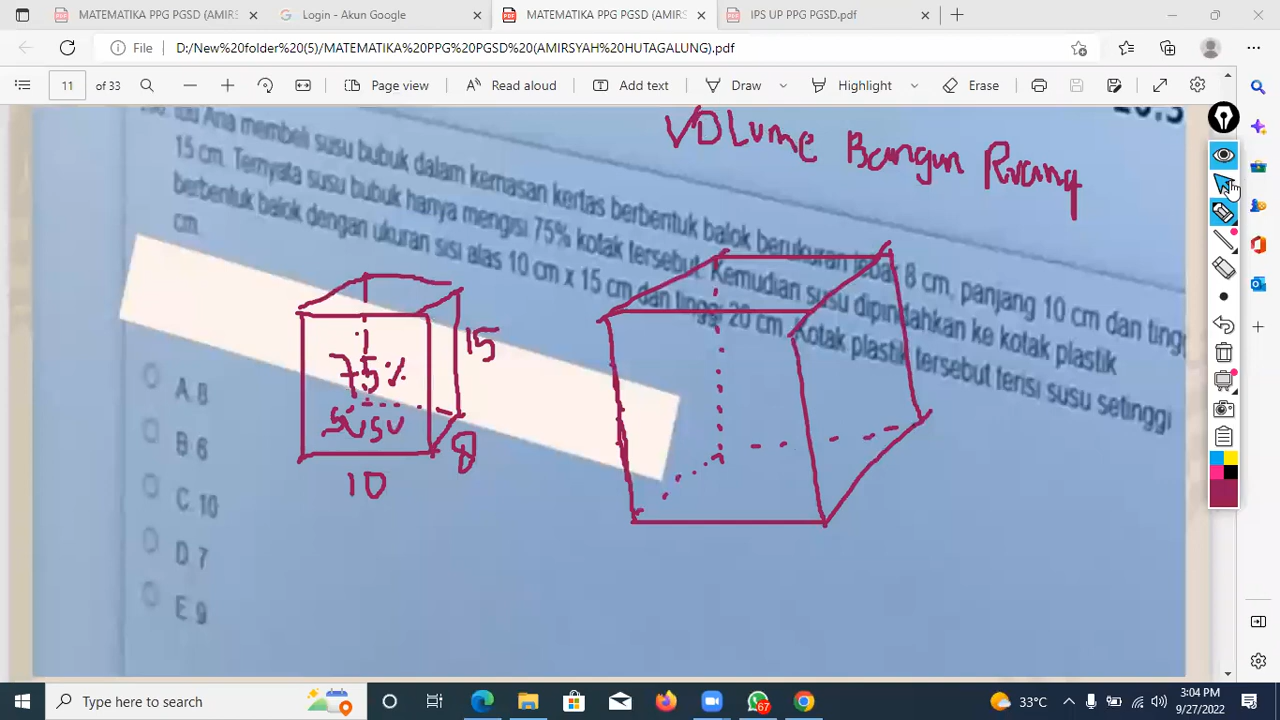 MATEMATIKA PPG PGSD (AMIRS
Login - Akun Google
MATEMATIKA PPG PGSD (AMIRS
IPS UP PPG PGSD.pdf
File
D:/New%20folder%20(5)/MATEMATIKA%20PPG%20PGSD%20(AMIRSYAH%20HUTAGALUNG).pdf
11 of 33
Page view
Read aloud
Add text
Draw
Highlight
Erase
Volume Bangun Ruang
Ibu Ana membeli susu bubuk dalam kemasan kertas berbentuk balok berukuran lebar 8 cm, panjang 10 cm dan tingg
15 cm. Ternyata susu bubuk hanya mengisi 75% kotak tersebut. Kemudian susu dipindahkan ke kotak plastik
berbentuk balok dengan ukuran sisi alas 10 cm x 15 cm dan tinggi 20 cm. Kotak plastik tersebut terisi susu setinggi
cm.
75%
susu
15
8
10
A. 8
B. 6
C. 10
D. 7
E. 9
Type here to search
67
33°C
3:04 PM
9/27/2022